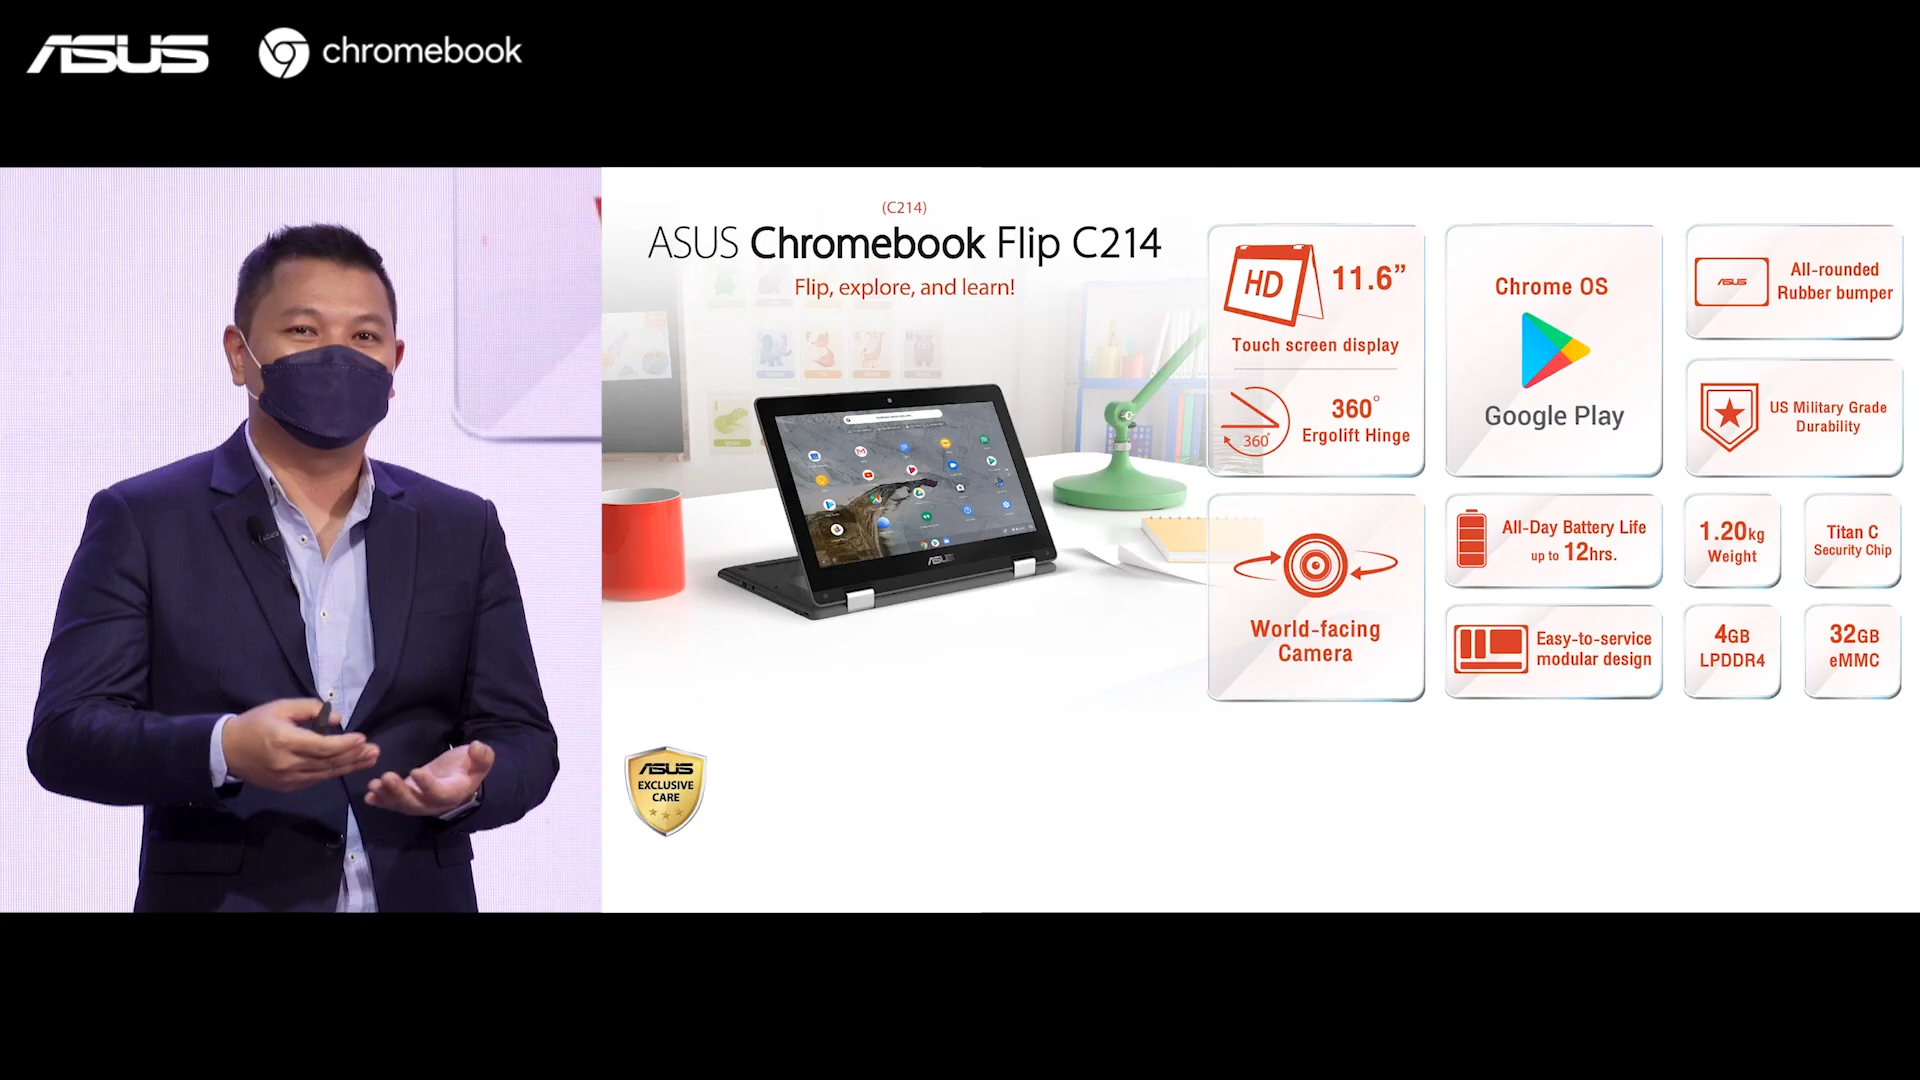 ASUS
chromebook
(C214)
ASUS Chromebook Flip C214
Flip, explore, and learn!
HD
11.6”
Touch screen display
360°
360°
Ergolift Hinge
Chrome OS
Google Play
ASUS
All-rounded
Rubber bumper
US Military Grade
Durability
World-facing
Camera
All-Day Battery Life
up to 12hrs.
1.20kg
Weight
Titan C
Security Chip
Easy-to-service
modular design
4GB
LPDDR4
32GB
eMMC
ASUS
ASUS
EXCLUSIVE
CARE